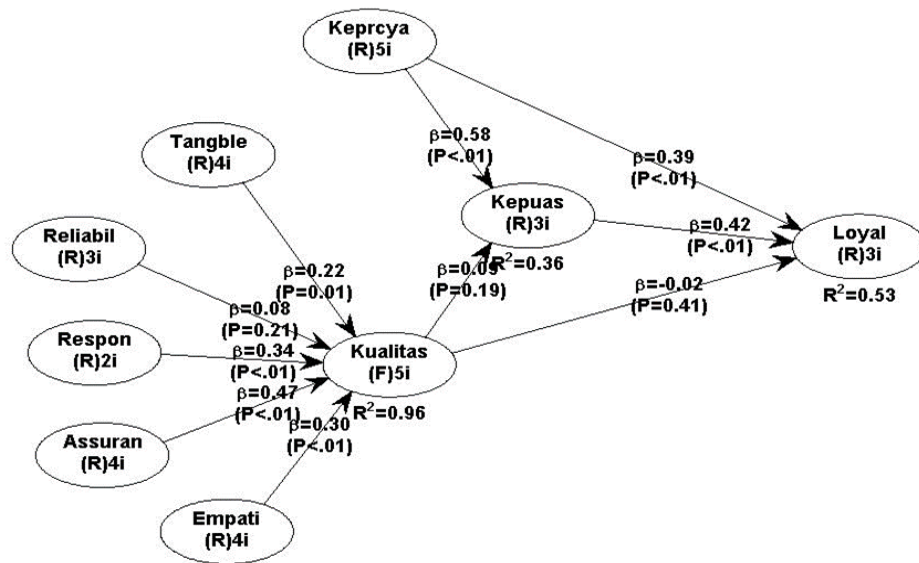 Keprcya
(R)5i
Tangble
(R)4i
β=0.58
(P<.01)
β=0.39
(P<.01)
Kepuas
(R)3i
R²=0.36
Reliabil
(R)3i
β=0.42
(P<.01)
Loyal
(R)3i
R²=0.53
β=0.22
(P=0.01)
β=0.09
(P=0.19)
β=-0.02
(P=0.41)
β=0.08
(P=0.21)
Respon
(R)2i
β=0.34
(P<.01)
Kualitas
(F)5i
R²=0.96
β=0.47
(P<.01)
Assuran
(R)4i
β=0.30
(P<.01)
Empati
(R)4i